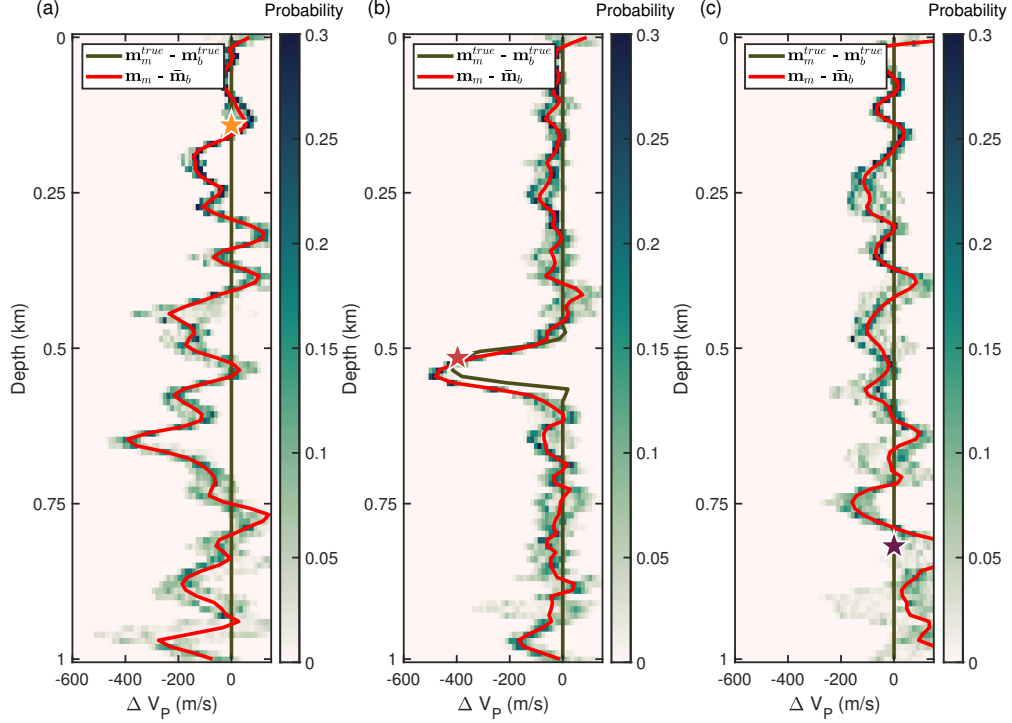 (a)
Probability
(b)
Probability
(c)
Probability
0
0.25
0.5
0.75
1
Depth (km)
-600
-400
-200
0
Δ V_P (m/s)
m_m^{true} - m_b^{true}
m_m - m̄_b
0.3
0.25
0.2
0.15
0.1
0.05
0
0
0.25
0.5
0.75
1
Depth (km)
-600
-400
-200
0
Δ V_P (m/s)
m_m^{true} - m_b^{true}
m_m - m̄_b
0.3
0.25
0.2
0.15
0.1
0.05
0
0
0.25
0.5
0.75
1
Depth (km)
-600
-400
-200
0
Δ V_P (m/s)
m_m^{true} - m_b^{true}
m_m - m̄_b
0.3
0.25
0.2
0.15
0.1
0.05
0